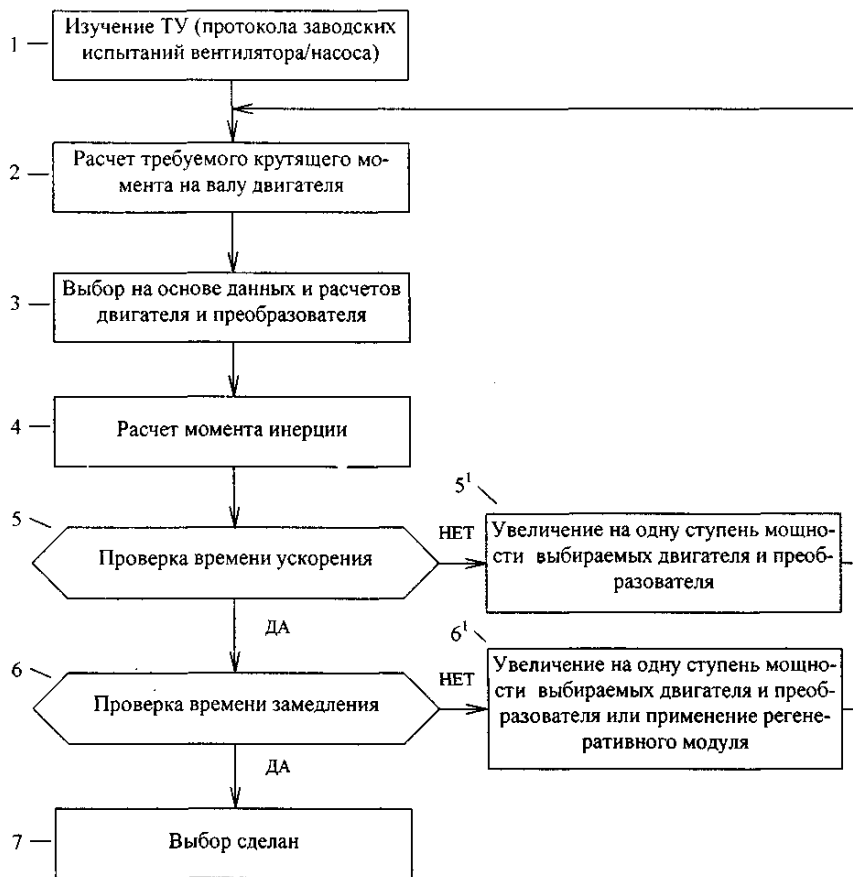 1
Изучение ТУ (протокола заводских
испытаний вентилятора/насоса)
2
Расчет требуемого крутящего мо-
мента на валу двигателя
3
Выбор на основе данных и расчетов
двигателя и преобразователя
4
Расчет момента инерции
5
Проверка времени ускорения
НЕТ
5¹
Увеличение на одну ступень мощно-
сти выбираемых двигателя и преоб-
разователя
ДА
6
Проверка времени замедления
НЕТ
6¹
Увеличение на одну ступень мощно-
сти выбираемых двигателя и преоб-
разователя или применение регене-
ративного модуля
ДА
7
Выбор сделан